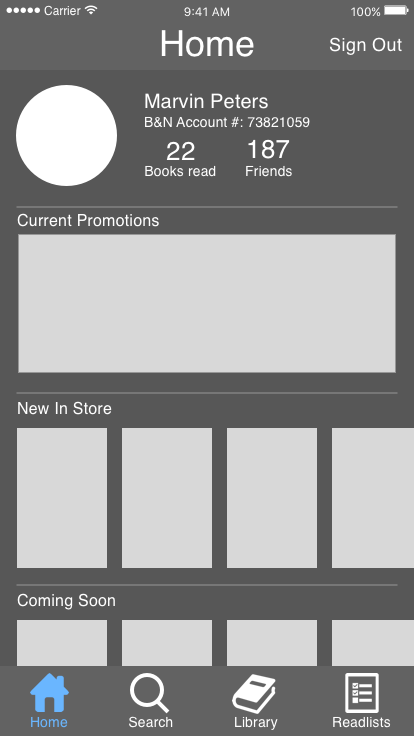 Carrier 9:41 AM 100%
Home Sign Out
Marvin Peters
B&N Account #: 73821059
22 187
Books read Friends
Current Promotions
New In Store
Coming Soon
Home Search Library Readlists